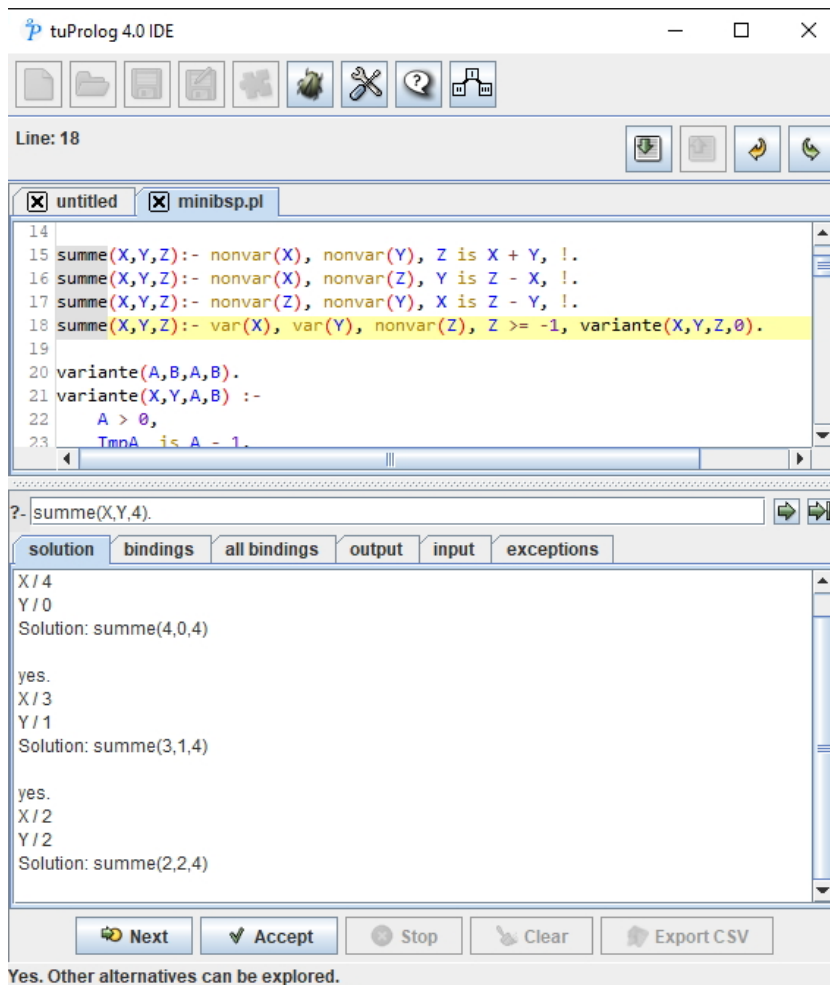 tuProlog 4.0 IDE
Line: 18
untitled minibsp.pl
14
15 summe(X,Y,Z):- nonvar(X), nonvar(Y), Z is X + Y, !.
16 summe(X,Y,Z):- nonvar(X), nonvar(Z), Y is Z - X, !.
17 summe(X,Y,Z):- nonvar(Z), nonvar(Y), X is Z - Y, !.
18 summe(X,Y,Z):- var(X), var(Y), nonvar(Z), Z >= -1, variante(X,Y,Z,0).
19
20 variante(A,B,A,B).
21 variante(X,Y,A,B) :-
22 A > 0,
23 TmpA is A - 1,
?- summe(X,Y,4).
solution bindings all bindings output input exceptions
X / 4
Y / 0
Solution: summe(4,0,4)
yes.
X / 3
Y / 1
Solution: summe(3,1,4)
yes.
X / 2
Y / 2
Solution: summe(2,2,4)
Next Accept Stop Clear Export CSV
Yes. Other alternatives can be explored.